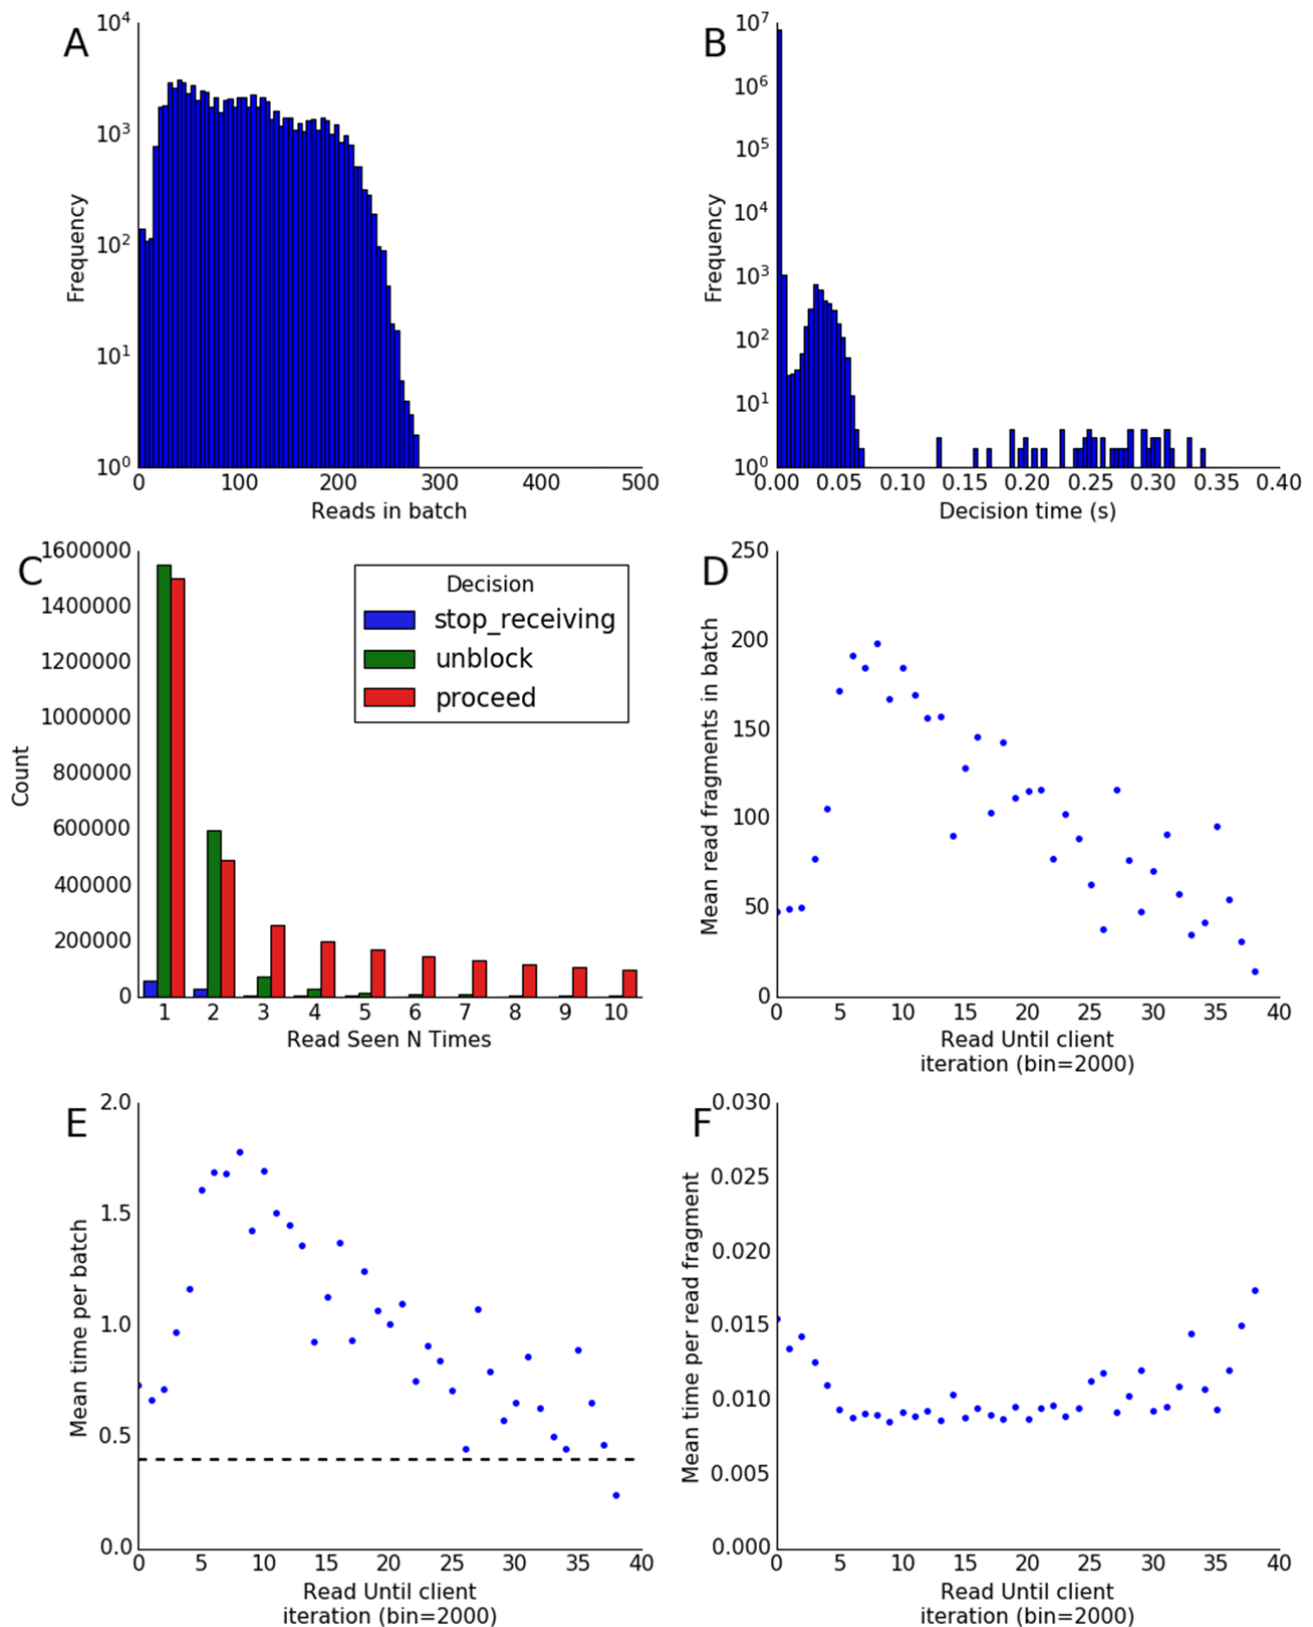 A
10^4
10^3
10^2
10^1
10^0
Frequency
0 100 200 300 400 500
Reads in batch
B
10^7
10^6
10^5
10^4
10^3
10^2
10^1
10^0
Frequency
0.00 0.05 0.10 0.15 0.20 0.25 0.30 0.35 0.40
Decision time (s)
C
1600000
1400000
1200000
1000000
800000
600000
400000
200000
0
Count
Decision
stop_receiving
unblock
proceed
1 2 3 4 5 6 7 8 9 10
Read Seen N Times
D
250
200
150
100
50
0
Mean read fragments in batch
0 5 10 15 20 25 30 35 40
Read Until client
iteration (bin=2000)
E
2.0
1.5
1.0
0.5
0.0
Mean time per batch
0 5 10 15 20 25 30 35 40
Read Until client
iteration (bin=2000)
F
0.030
0.025
0.020
0.015
0.010
0.005
0.000
Mean time per read fragment
0 5 10 15 20 25 30 35 40
Read Until client
iteration (bin=2000)